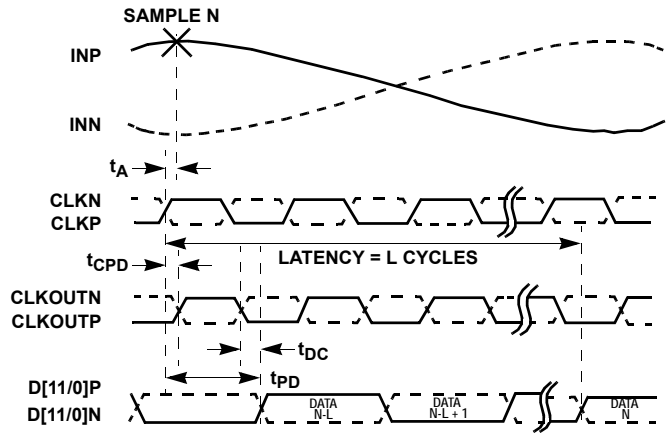 SAMPLE N
INP
INN
tA
CLKN
CLKP
LATENCY = L CYCLES
tCPD
CLKOUTN
CLKOUTP
tDC
tPD
D[11/0]P
D[11/0]N
DATA
N-L
DATA
N-L + 1
DATA
N